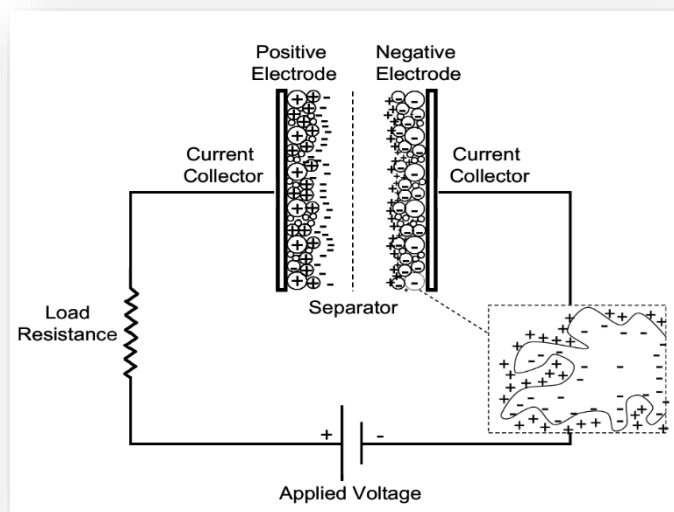 Positive
Electrode
Negative
Electrode
Current
Collector
Current
Collector
Separator
Load
Resistance
+ -
Applied Voltage